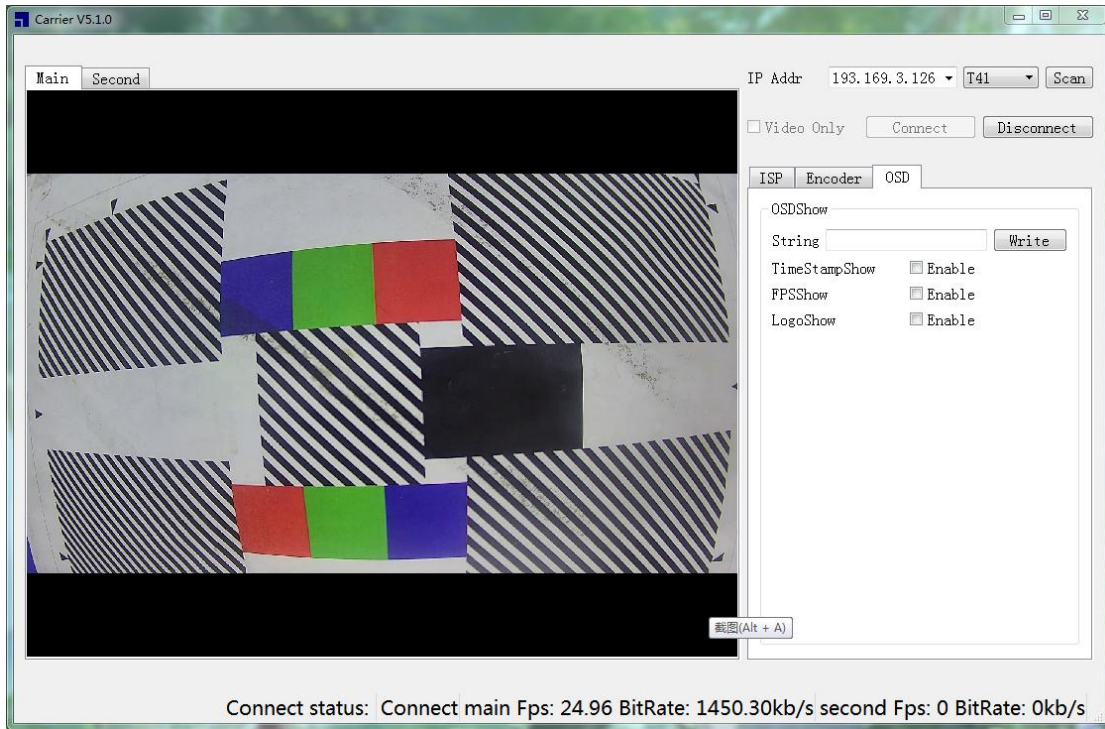 Carrier V5.1.0
Main Second
IP Addr 193.169.3.126 T41 Scan
Video Only Connect Disconnect
ISP Encoder OSD
OSDShow
String Write
TimeStampShow Enable
FPSShow Enable
LogoShow Enable
截图(Alt + A)
Connect status: Connect main Fps: 24.96 BitRate: 1450.30kb/s second Fps: 0 BitRate: 0kb/s